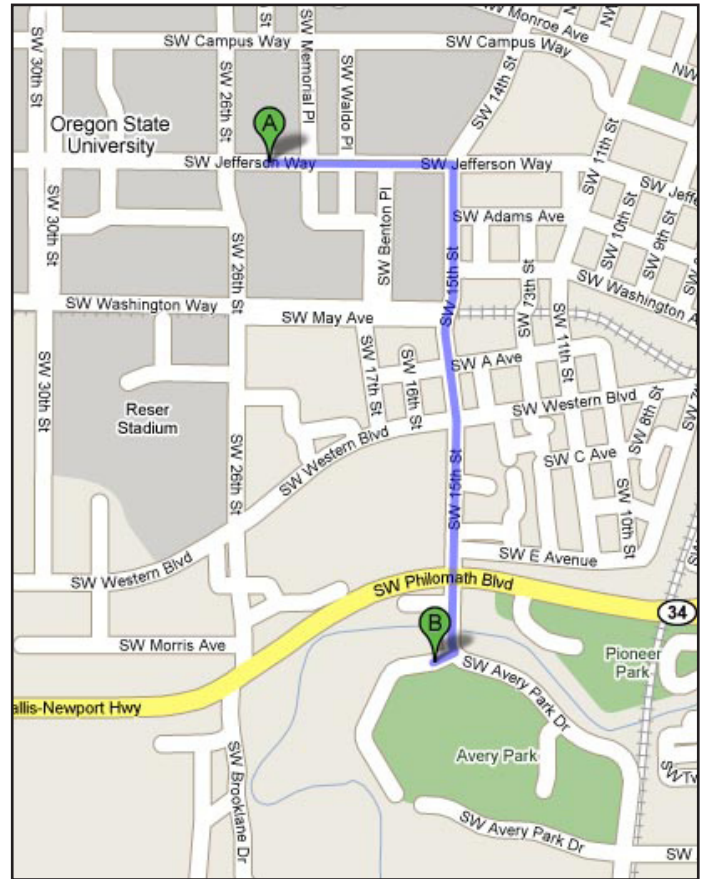 SW Monroe Ave
SW Campus Way
SW Campus Way
NW
SW 30th St
St
SW 26th St
SW Memorial Pl
SW Waldo Pl
SW 14th St
SW 11th St
A
Oregon State
University
SW Jefferson Way
SW Jefferson Way
SW Jeffe
SW 30th St
SW Benton Pl
SW Adams Ave
SW 10th St
SW 9th St
SW 26th St
SW 15th St
SW Washington Way
SW May Ave
SW 13th St
SW 11th St
SW Washington A
SW 30th St
SW 17th St
SW 16th St
SW A Ave
Reser
Stadium
SW Western Blvd
SW Western Blvd
SW 8th St
SW 7t
SW 26th St
SW C Ave
SW 15th St
SW 10th St
SW Western Blvd
SW E Avenue
SW Philomath Blvd
34
B
SW Morris Ave
Pioneer
Park
SW Avery Park Dr
allis-Newport Hwy
SW Brooklane Dr
Avery Park
SW Tw
SW Avery Park Dr
SW